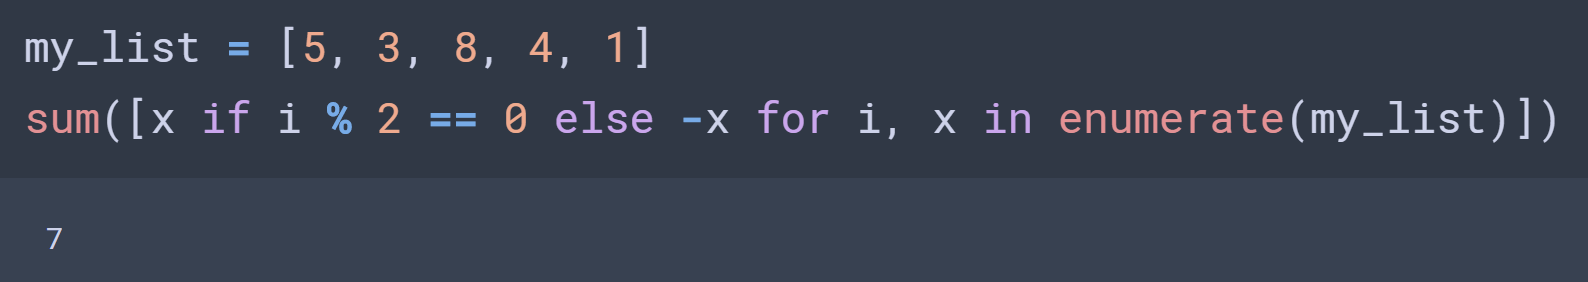 my_list = [5, 3, 8, 4, 1]
sum([x if i % 2 == 0 else -x for i, x in enumerate(my_list)])
7